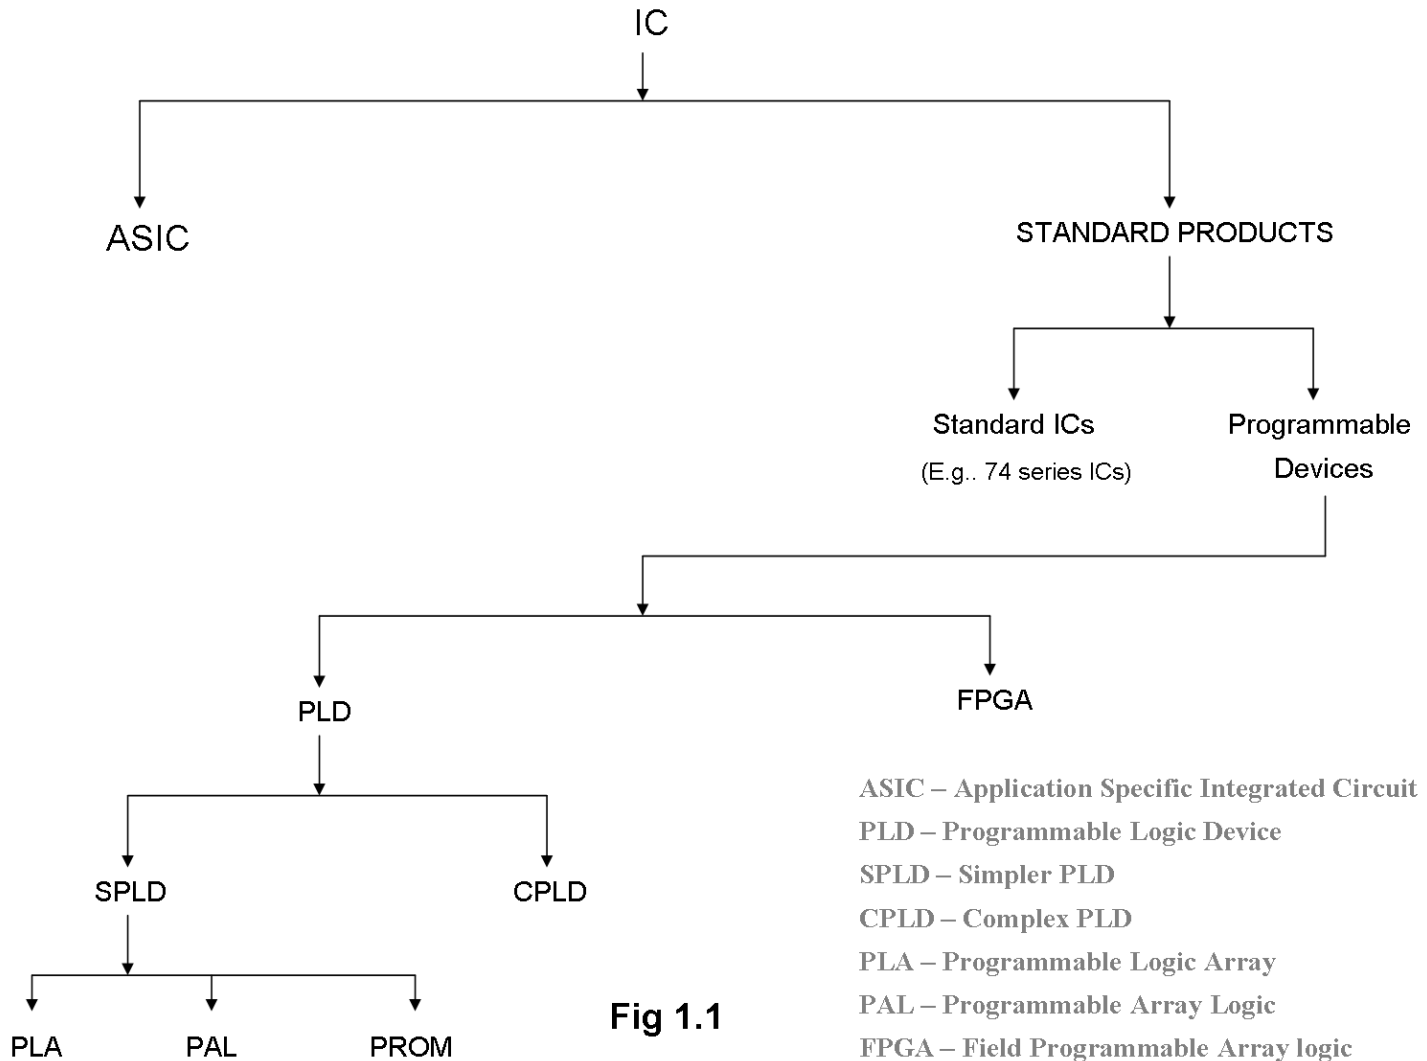 IC
ASIC
STANDARD PRODUCTS
Standard ICs
(E.g.. 74 series ICs)
Programmable
Devices
PLD
FPGA
SPLD
CPLD
PLA
PAL
PROM
Fig 1.1
ASIC – Application Specific Integrated Circuit
PLD – Programmable Logic Device
SPLD – Simpler PLD
CPLD – Complex PLD
PLA – Programmable Logic Array
PAL – Programmable Array Logic
FPGA – Field Programmable Array logic